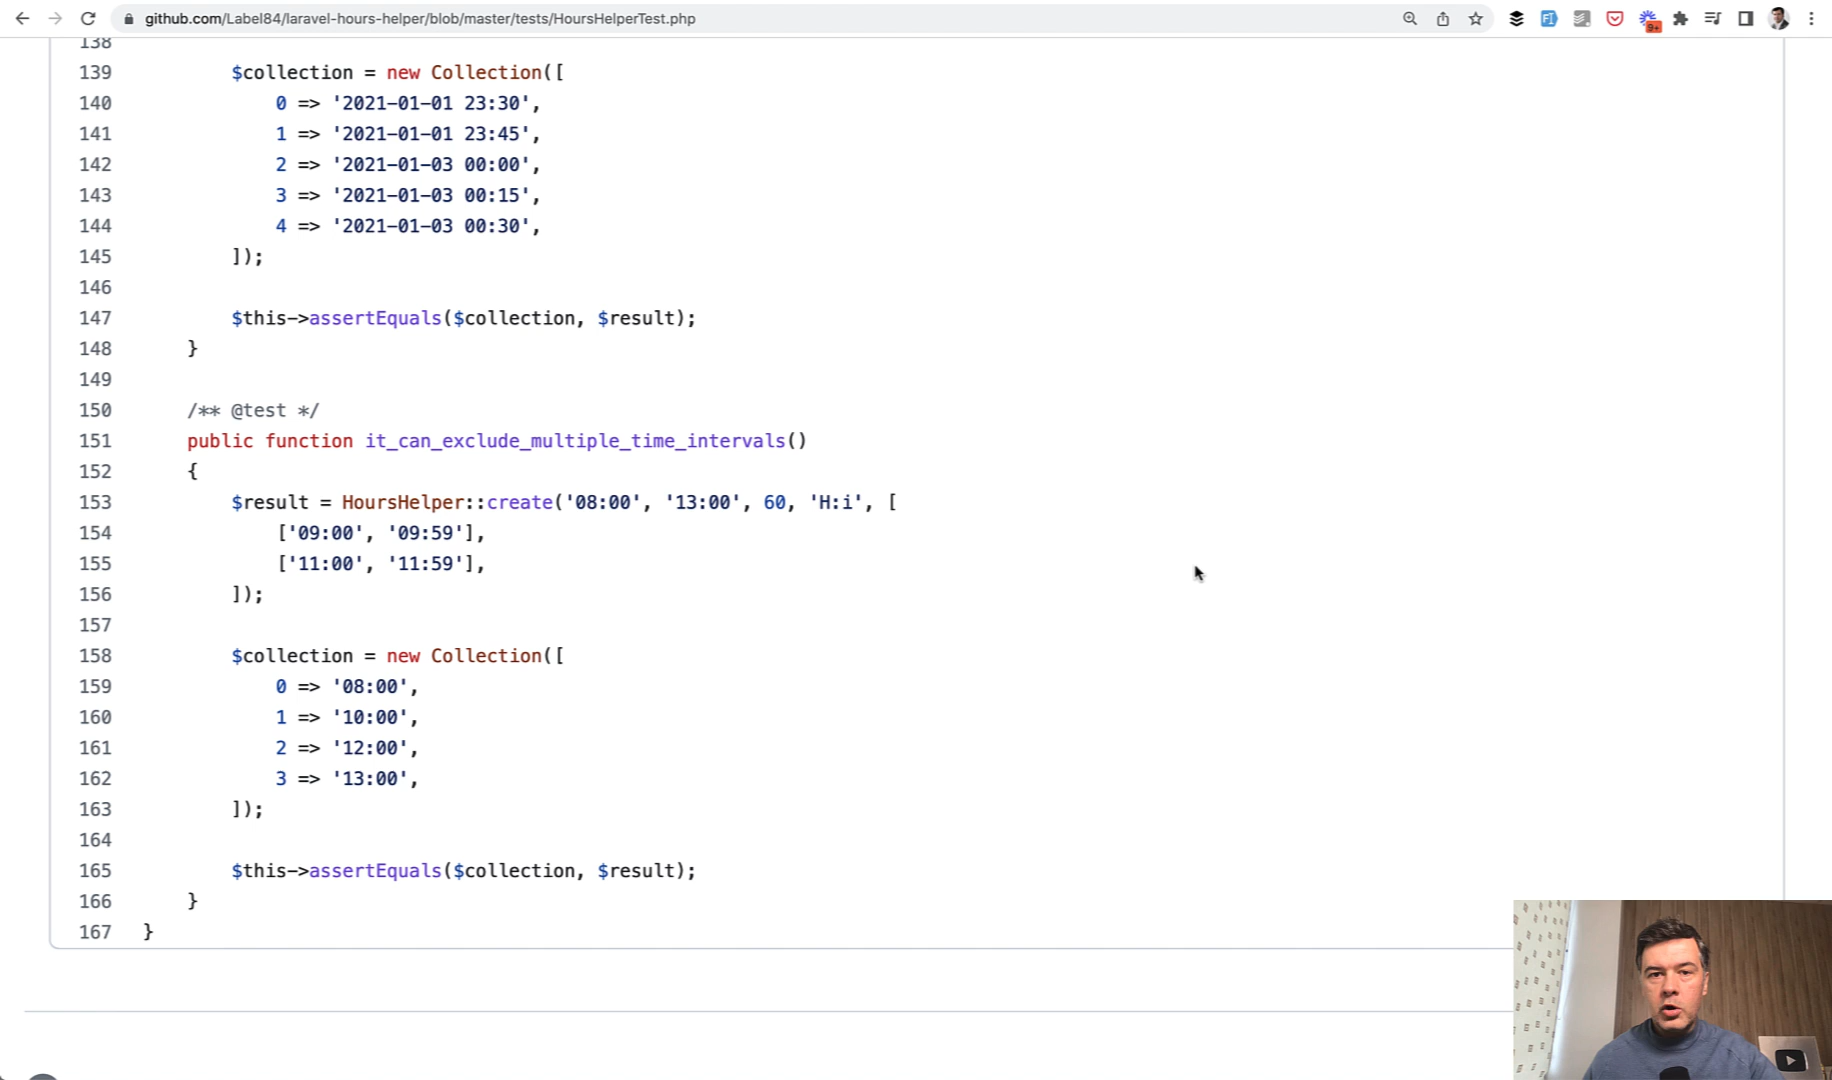 github.com/Label84/laravel-hours-helper/blob/master/tests/HoursHelperTest.php
9+
138
139 $collection = new Collection([
140 0 => '2021-01-01 23:30',
141 1 => '2021-01-01 23:45',
142 2 => '2021-01-03 00:00',
143 3 => '2021-01-03 00:15',
144 4 => '2021-01-03 00:30',
145 ]);
146
147 $this->assertEquals($collection, $result);
148 }
149
150 /** @test */
151 public function it_can_exclude_multiple_time_intervals()
152 {
153 $result = HoursHelper::create('08:00', '13:00', 60, 'H:i', [
154 ['09:00', '09:59'],
155 ['11:00', '11:59'],
156 ]);
157
158 $collection = new Collection([
159 0 => '08:00',
160 1 => '10:00',
161 2 => '12:00',
162 3 => '13:00',
163 ]);
164
165 $this->assertEquals($collection, $result);
166 }
167 }